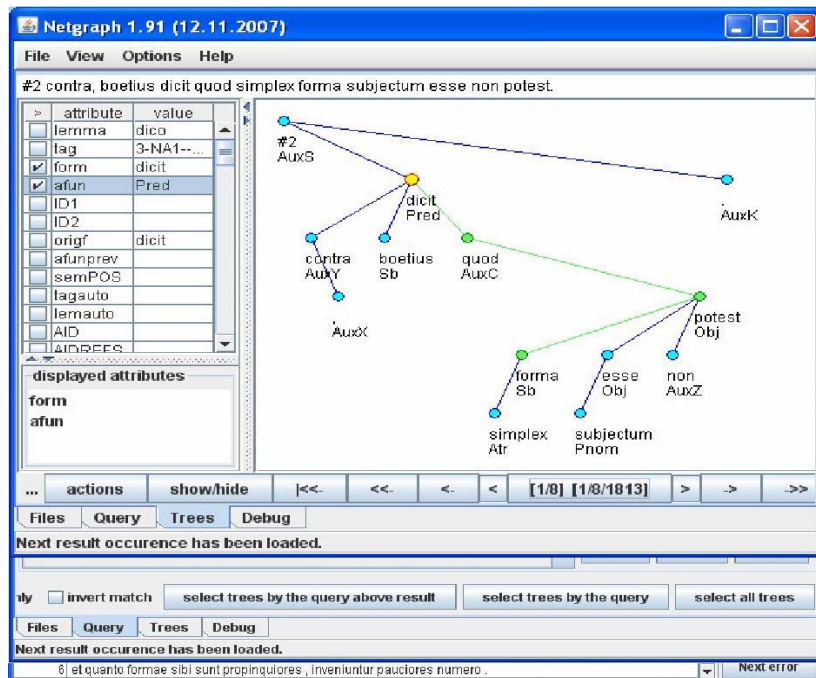 Netgraph 1.91 (12.11.2007)
File View Options Help
#2 contra, boetius dicit quod simplex forma subjectum esse non potest.
> attribute value
lemma dico
tag 3-NA1--...
form dicit
afun Pred
ID1
ID2
origf dicit
afunprev
semPOS
tagauto
lemauto
AID
AIDREFS
displayed attributes
form
afun
#2
AuxS
dicit
Pred
.
AuxK
contra
AuxY
boetius
Sb
quod
AuxC
,
AuxX
potest
Obj
forma
Sb
esse
Obj
non
AuxZ
simplex
Atr
subjectum
Pnom
... actions show/hide |<<- <<- <- < [1/8] [1/8/1813] > -> ->>
Files Query Trees Debug
Next result occurence has been loaded.
nly invert match select trees by the query above result select trees by the query select all trees
Files Query Trees Debug
Next result occurence has been loaded.
6| et quanto formae sibi sunt propinquiores , inveniuntur pauciores numero . Next error